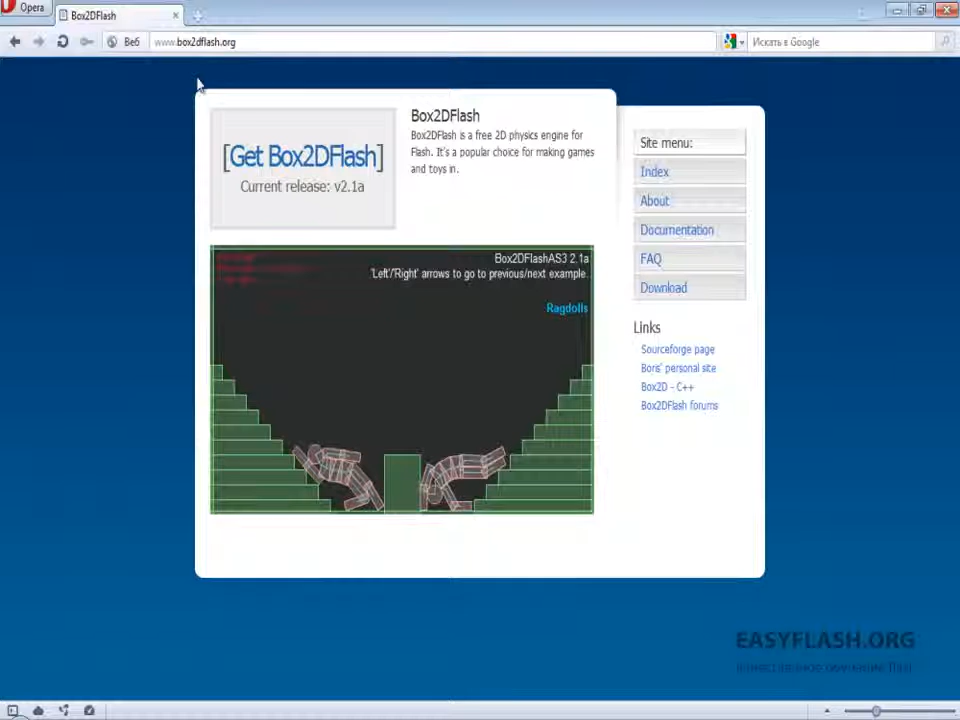 Opera
Box2DFlash
Веб
www.box2dflash.org
Искать в Google
[Get Box2DFlash]
Current release: v2.1a
Box2DFlash
Box2DFlash is a free 2D physics engine for
Flash. It's a popular choice for making games
and toys in.
Site menu:
Index
About
Documentation
FAQ
Download
Links
Sourceforge page
Boris' personal site
Box2D - C++
Box2DFlash forums
Box2DFlashAS3 2.1a
'Left'/'Right' arrows to go to previous/next example.
Ragdolls
EASYFLASH.ORG